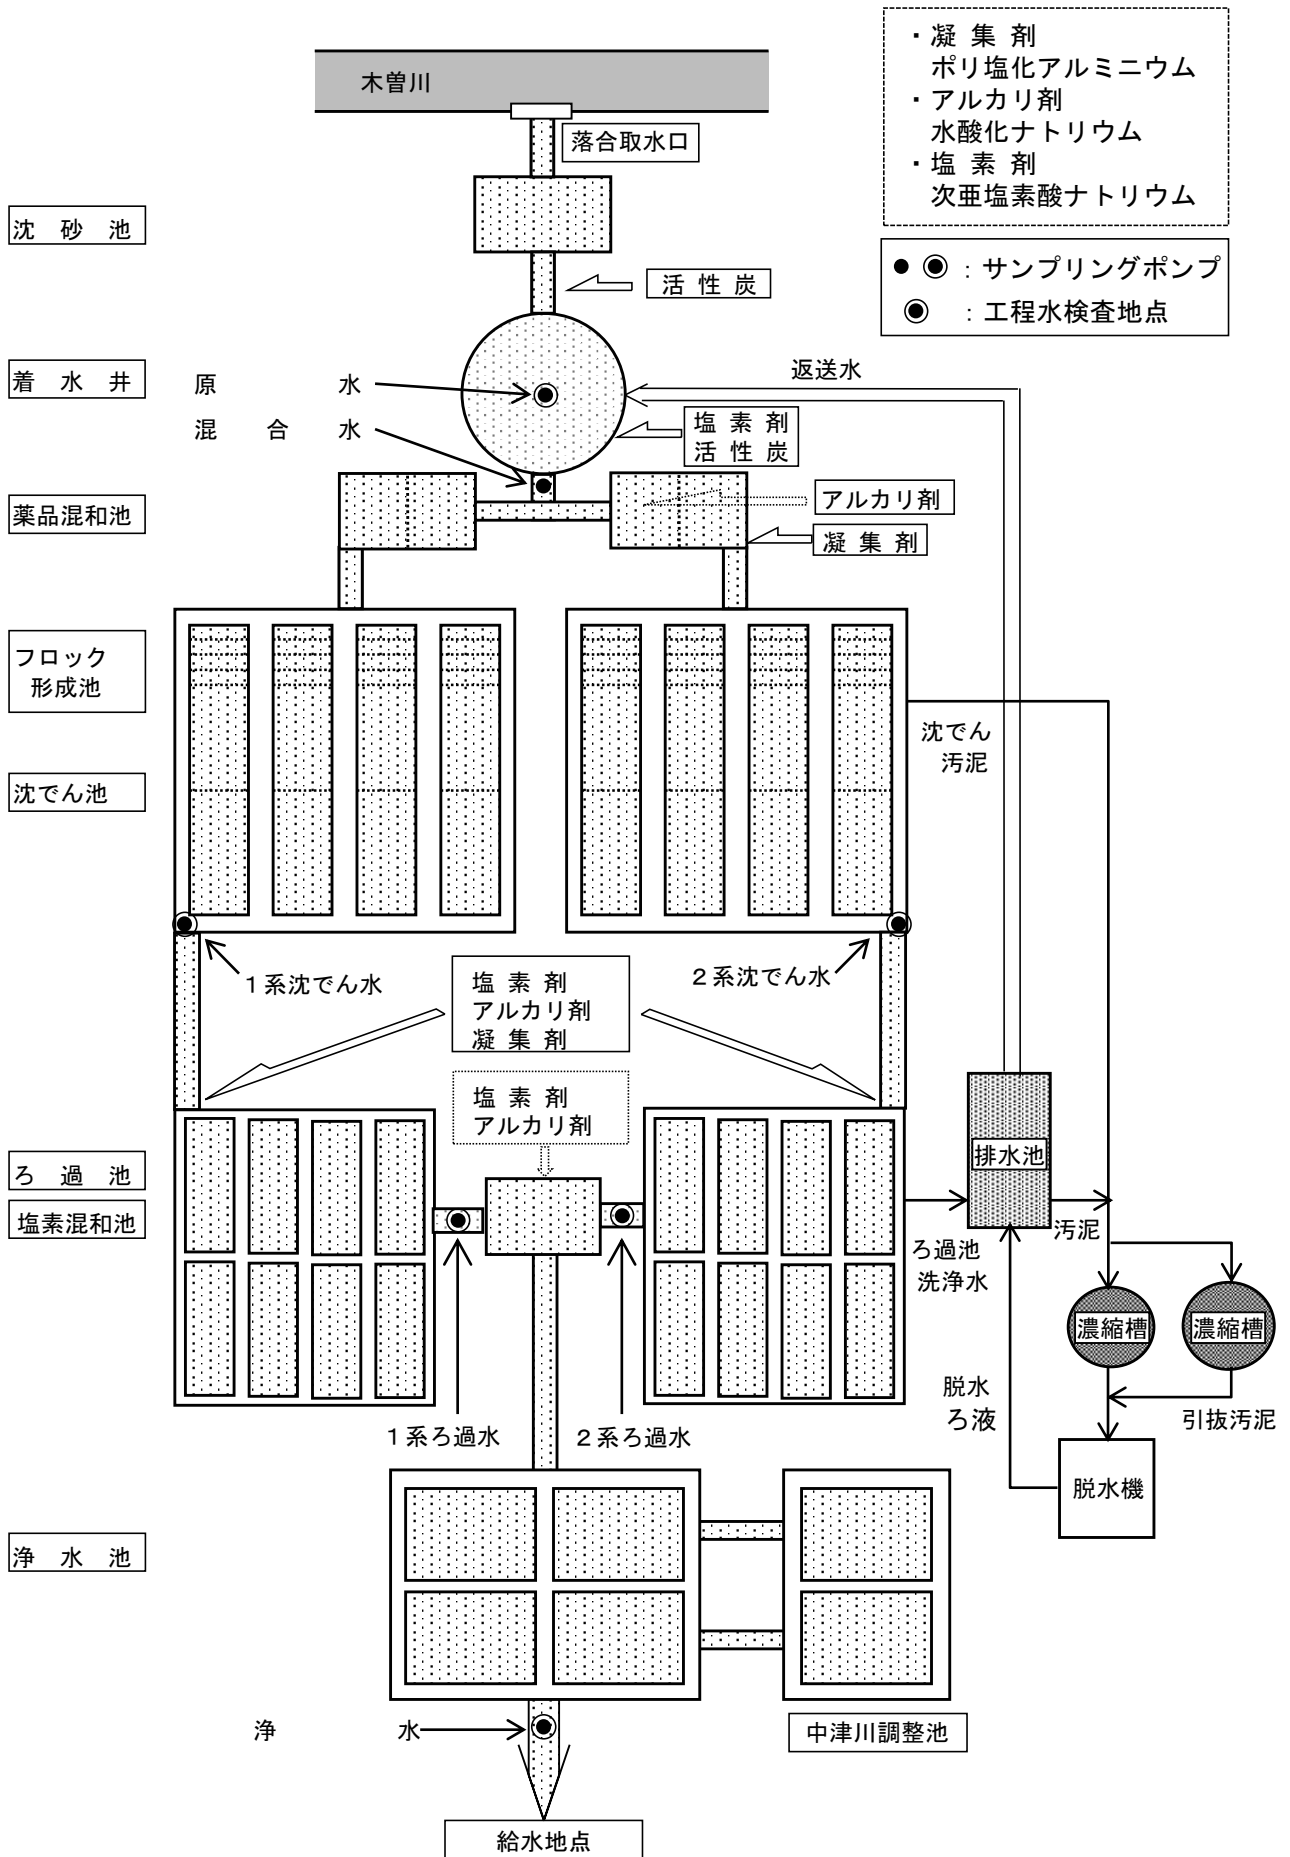 木曽川
落合取水口
・凝集剤
ポリ塩化アルミニウム
・アルカリ剤
水酸化ナトリウム
・塩素剤
次亜塩素酸ナトリウム
：サンプリングポンプ
：工程水検査地点
沈砂池
活性炭
着水井
原水
混合水
返送水
塩素剤
活性炭
薬品混和池
アルカリ剤
凝集剤
フロック
形成池
沈でん
汚泥
沈でん池
１系沈でん水
２系沈でん水
塩素剤
アルカリ剤
凝集剤
塩素剤
アルカリ剤
ろ過池
塩素混和池
排水池
汚泥
ろ過池
洗浄水
濃縮槽
濃縮槽
脱水
ろ液
引抜汚泥
１系ろ過水
２系ろ過水
脱水機
浄水池
浄水
中津川調整池
給水地点